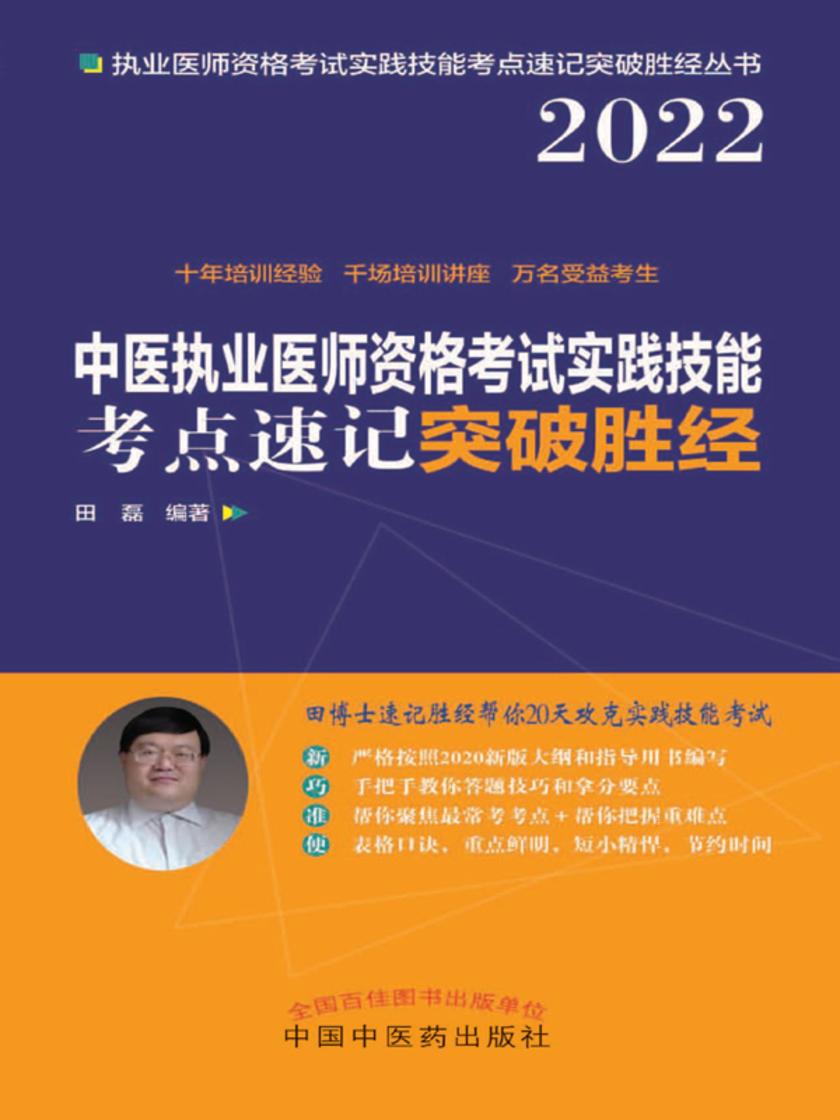 执业医师资格考试实践技能考点速记突破胜经丛书
2022
十年培训经验 千场培训讲座 万名受益考生
中医执业医师资格考试实践技能
考点速记突破胜经
田 磊 编著
田博士速记胜经帮你20天攻克实践技能考试
新 严格按照2020新版大纲和指导用书编写
巧 手把手教你答题技巧和拿分要点
准 帮你聚焦最常考考点+帮你把握重难点
便 表格口诀，重点鲜明，短小精悍，节约时间
全国百佳图书出版单位
中国中医药出版社